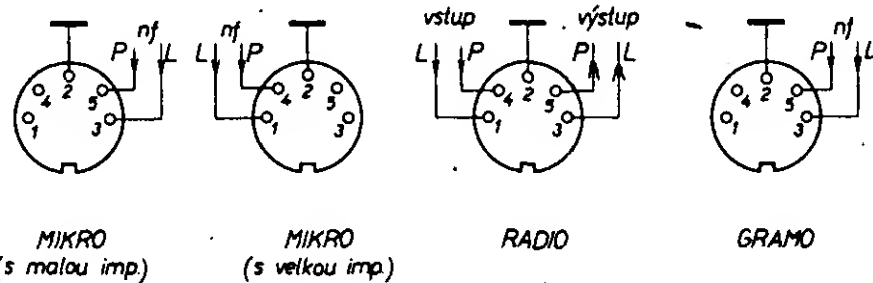 nf
P L
4 2 5
1 3
MIKRO
(s malou imp.)
nf
L P
4 2 5
1 3
MIKRO
(s velkou imp.)
vstup výstup
L P P L
4 2 5
1 3
RADIO
nf
P L
4 2 5
1 3
GRAMO